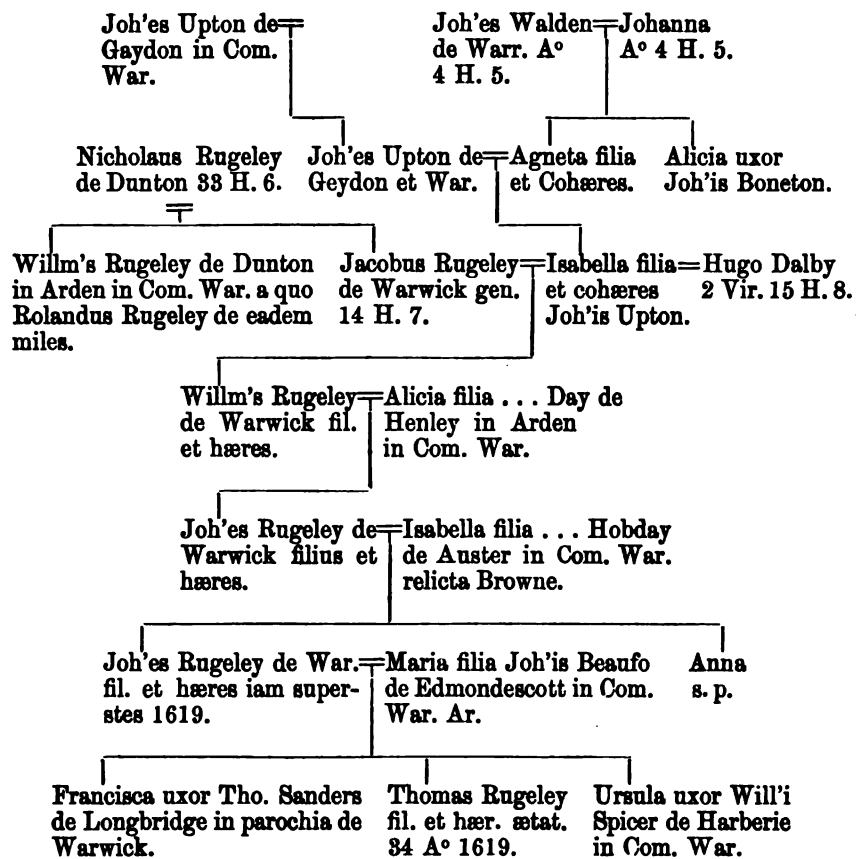 Joh'es Upton de
Gaydon in Com.
War.
Joh'es Walden
de Warr. Aº
4 H. 5.
Johanna
Aº 4 H. 5.
Nicholaus Rugeley
de Dunton 33 H. 6.
Joh'es Upton de
Geydon et War.
Agneta filia
et Cohæres.
Alicia uxor
Joh'is Boneton.
Willm's Rugeley de Dunton
in Arden in Com. War. a quo
Rolandus Rugeley de eadem
miles.
Jacobus Rugeley
de Warwick gen.
14 H. 7.
Isabella filia
et cohæres
Joh'is Upton.
Hugo Dalby
2 Vir. 15 H. 8.
Willm's Rugeley
de Warwick fil.
et hæres.
Alicia filia . . . Day de
Henley in Arden
in Com. War.
Joh'es Rugeley de
Warwick filius et
hæres.
Isabella filia . . . Hobday
de Auster in Com. War.
relicta Browne.
Joh'es Rugeley de War.
fil. et hæres iam super-
stes 1619.
Maria filia Joh'is Beaufo
de Edmondescott in Com.
War. Ar.
Anna
s. p.
Francisca uxor Tho. Sanders
de Longbridge in parochia de
Warwick.
Thomas Rugeley
fil. et hær. ætat.
34 Aº 1619.
Ursula uxor Will'i
Spicer de Harberie
in Com. War.